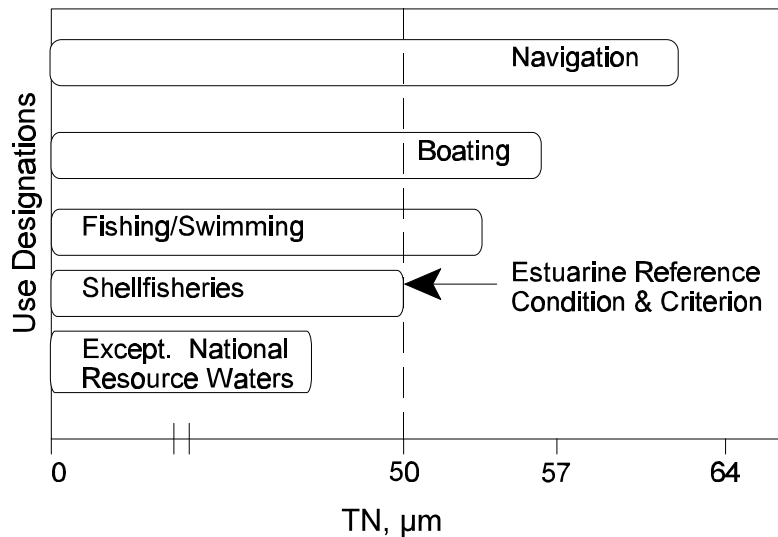 Use Designations
Navigation
Boating
Fishing/Swimming
Shellfisheries
Estuarine Reference
Condition & Criterion
Except. National
Resource Waters
0
50
57
64
TN, µm